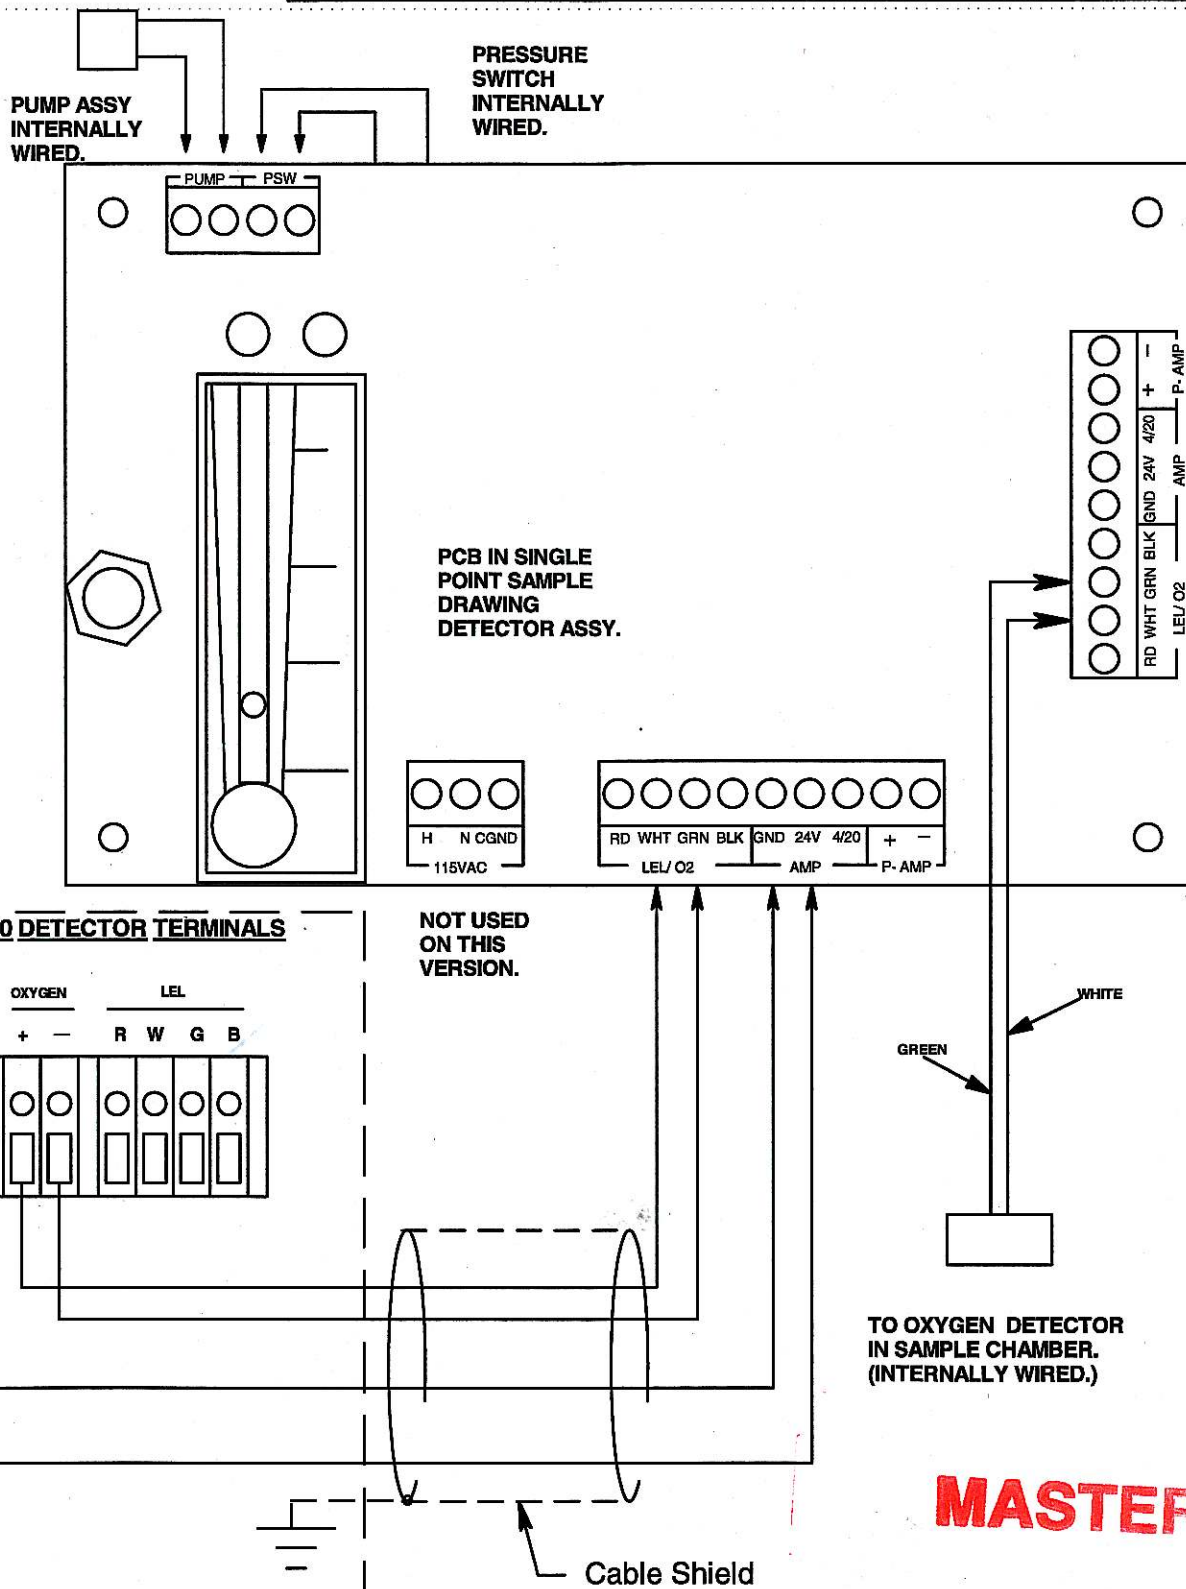 PRESSURE
SWITCH
INTERNALLY
WIRED.
PUMP ASSY
INTERNALLY
WIRED.
PUMP PSW
- + 4/20 24V GND BLK GRN WHT RD
P- AMP AMP LEL/ O2
PCB IN SINGLE
POINT SAMPLE
DRAWING
DETECTOR ASSY.
H N CGND
115VAC
RD WHT GRN BLK GND 24V 4/20 + -
LEL/ O2 AMP P- AMP
0 DETECTOR TERMINALS
NOT USED
ON THIS
VERSION.
OXYGEN LEL
+ - R W G B
WHITE
GREEN
TO OXYGEN DETECTOR
IN SAMPLE CHAMBER.
(INTERNALLY WIRED.)
MASTER
Cable Shield